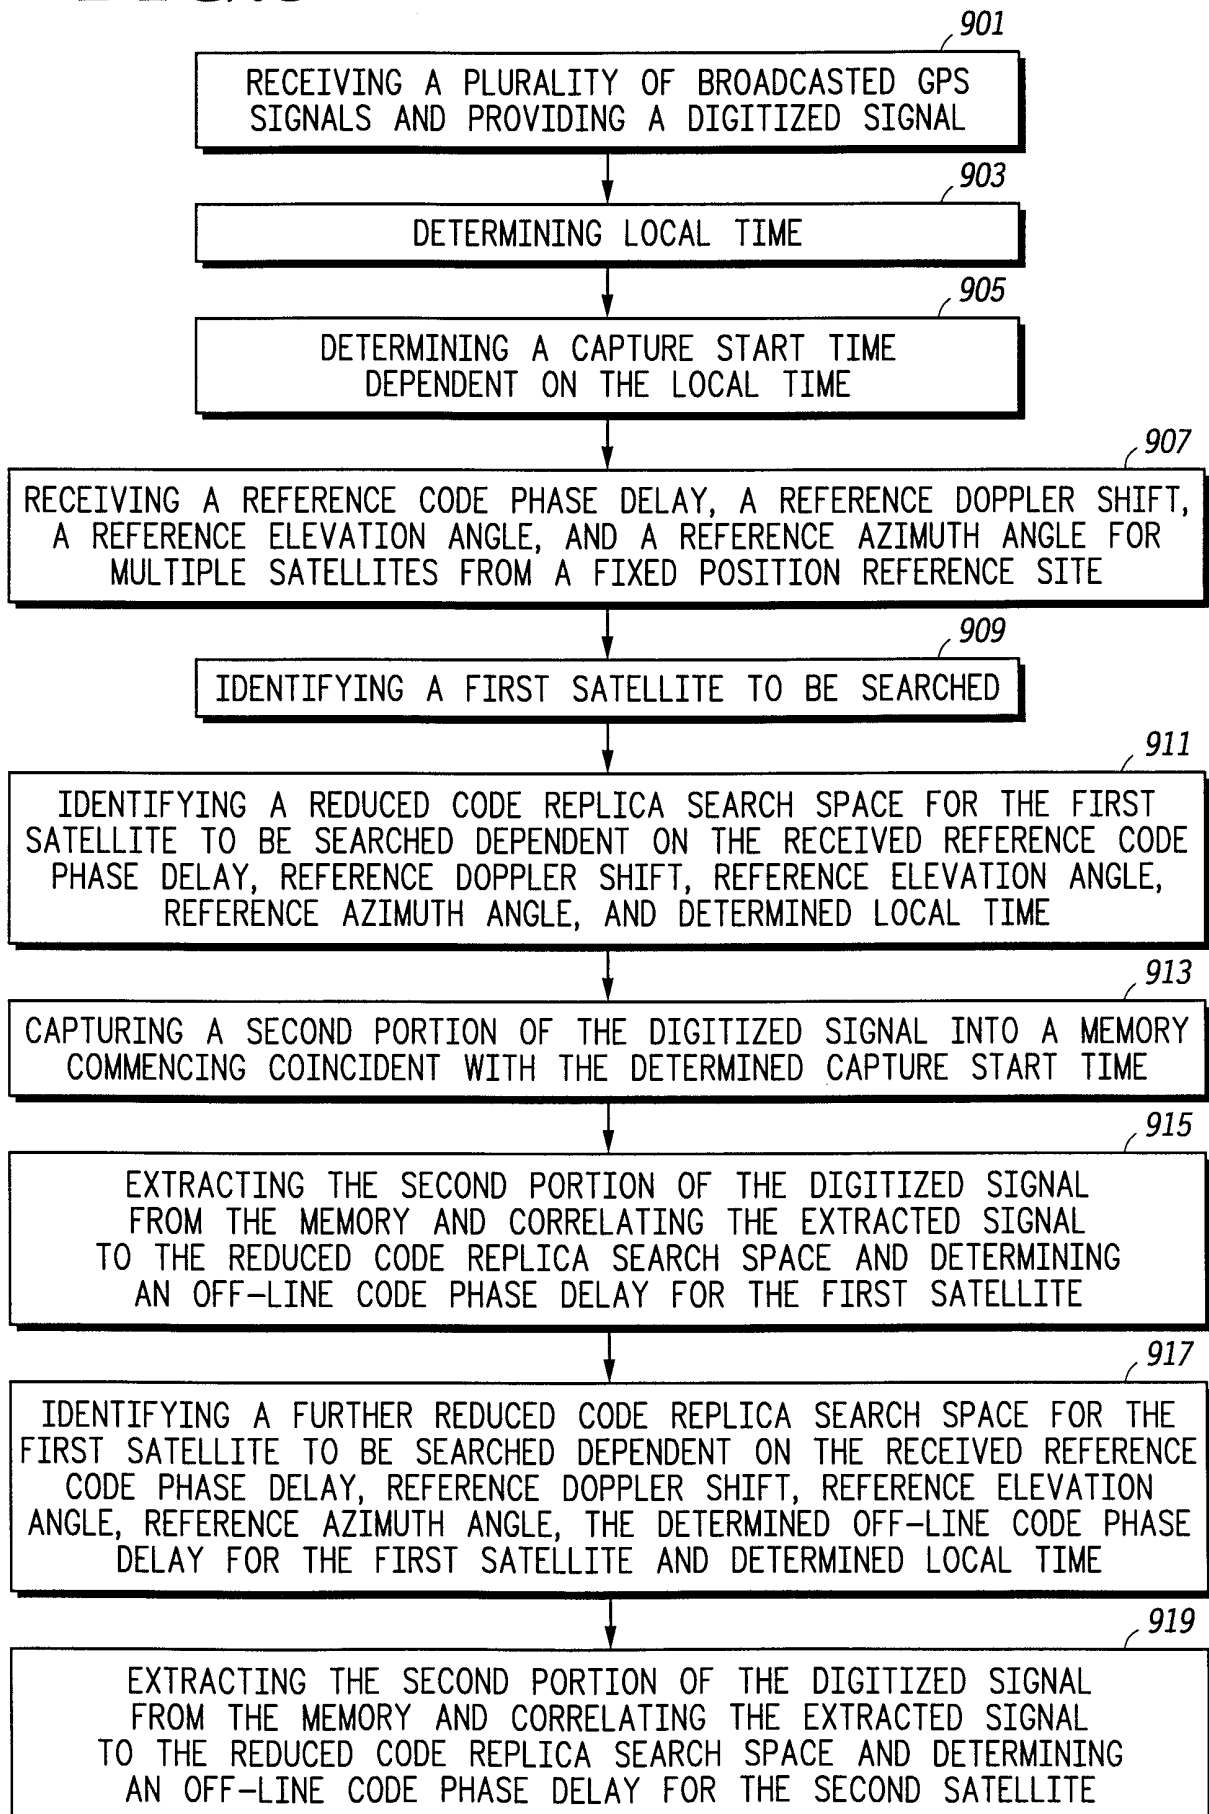 901
RECEIVING A PLURALITY OF BROADCASTED GPS
SIGNALS AND PROVIDING A DIGITIZED SIGNAL
903
DETERMINING LOCAL TIME
905
DETERMINING A CAPTURE START TIME
DEPENDENT ON THE LOCAL TIME
907
RECEIVING A REFERENCE CODE PHASE DELAY, A REFERENCE DOPPLER SHIFT,
A REFERENCE ELEVATION ANGLE, AND A REFERENCE AZIMUTH ANGLE FOR
MULTIPLE SATELLITES FROM A FIXED POSITION REFERENCE SITE
909
IDENTIFYING A FIRST SATELLITE TO BE SEARCHED
911
IDENTIFYING A REDUCED CODE REPLICA SEARCH SPACE FOR THE FIRST
SATELLITE TO BE SEARCHED DEPENDENT ON THE RECEIVED REFERENCE CODE
PHASE DELAY, REFERENCE DOPPLER SHIFT, REFERENCE ELEVATION ANGLE,
REFERENCE AZIMUTH ANGLE, AND DETERMINED LOCAL TIME
913
CAPTURING A SECOND PORTION OF THE DIGITIZED SIGNAL INTO A MEMORY
COMMENCING COINCIDENT WITH THE DETERMINED CAPTURE START TIME
915
EXTRACTING THE SECOND PORTION OF THE DIGITIZED SIGNAL
FROM THE MEMORY AND CORRELATING THE EXTRACTED SIGNAL
TO THE REDUCED CODE REPLICA SEARCH SPACE AND DETERMINING
AN OFF-LINE CODE PHASE DELAY FOR THE FIRST SATELLITE
917
IDENTIFYING A FURTHER REDUCED CODE REPLICA SEARCH SPACE FOR THE
FIRST SATELLITE TO BE SEARCHED DEPENDENT ON THE RECEIVED REFERENCE
CODE PHASE DELAY, REFERENCE DOPPLER SHIFT, REFERENCE ELEVATION
ANGLE, REFERENCE AZIMUTH ANGLE, THE DETERMINED OFF-LINE CODE PHASE
DELAY FOR THE FIRST SATELLITE AND DETERMINED LOCAL TIME
919
EXTRACTING THE SECOND PORTION OF THE DIGITIZED SIGNAL
FROM THE MEMORY AND CORRELATING THE EXTRACTED SIGNAL
TO THE REDUCED CODE REPLICA SEARCH SPACE AND DETERMINING
AN OFF-LINE CODE PHASE DELAY FOR THE SECOND SATELLITE